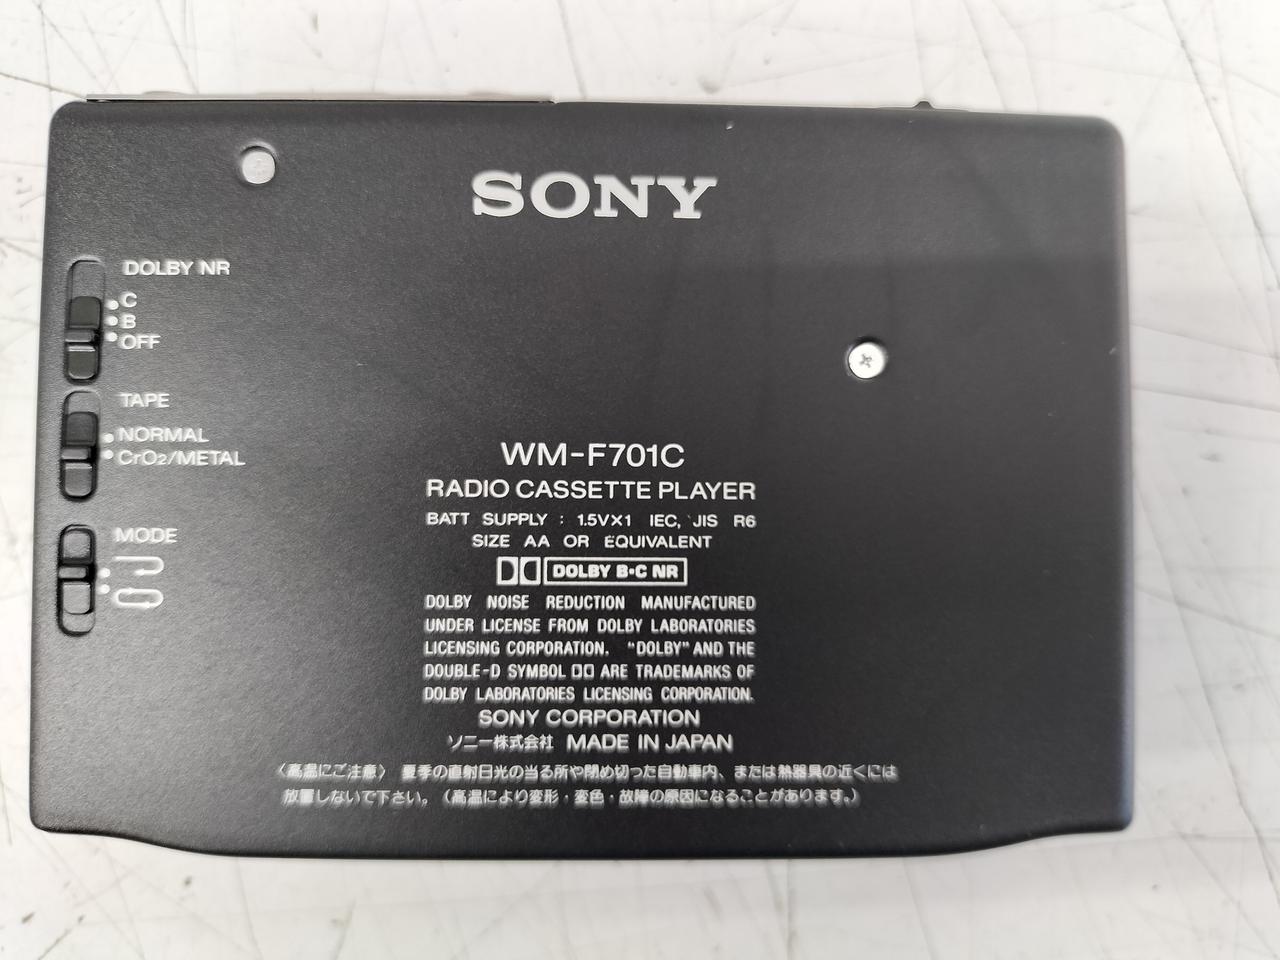 SONY
DOLBY NR
C
B
OFF
TAPE
NORMAL
CrO2/METAL
MODE
WM-F701C
RADIO CASSETTE PLAYER
BATT SUPPLY : 1.5V×1 IEC, JIS R6
SIZE AA OR EQUIVALENT
DOLBY B•C NR
DOLBY NOISE REDUCTION MANUFACTURED
UNDER LICENSE FROM DOLBY LABORATORIES
LICENSING CORPORATION. "DOLBY" AND THE
DOUBLE-D SYMBOL ARE TRADEMARKS OF
DOLBY LABORATORIES LICENSING CORPORATION.
SONY CORPORATION
ソニー株式会社 MADE IN JAPAN
〈高温にご注意〉 夏季の直射日光の当る所や閉め切った自動車内、または熱器具の近くには
放置しないで下さい。（高温により変形・変色・故障の原因になることがあります。）